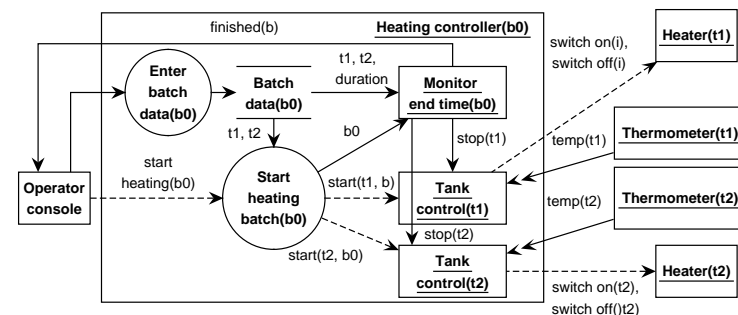 finished(b)
Heating controller(b0)
switch on(i),
switch off(i)
Heater(t1)
Enter
batch
data(b0)
Batch
data(b0)
t1, t2,
duration
Monitor
end time(b0)
t1, t2
b0
stop(t1)
temp(t1)
Thermometer(t1)
start
heating(b0)
Operator
console
Start
heating
batch(b0)
start(t1, b)
Tank
control(t1)
temp(t2)
Thermometer(t2)
start(t2, b0)
stop(t2)
Tank
control(t2)
Heater(t2)
switch on(t2),
switch off()t2)